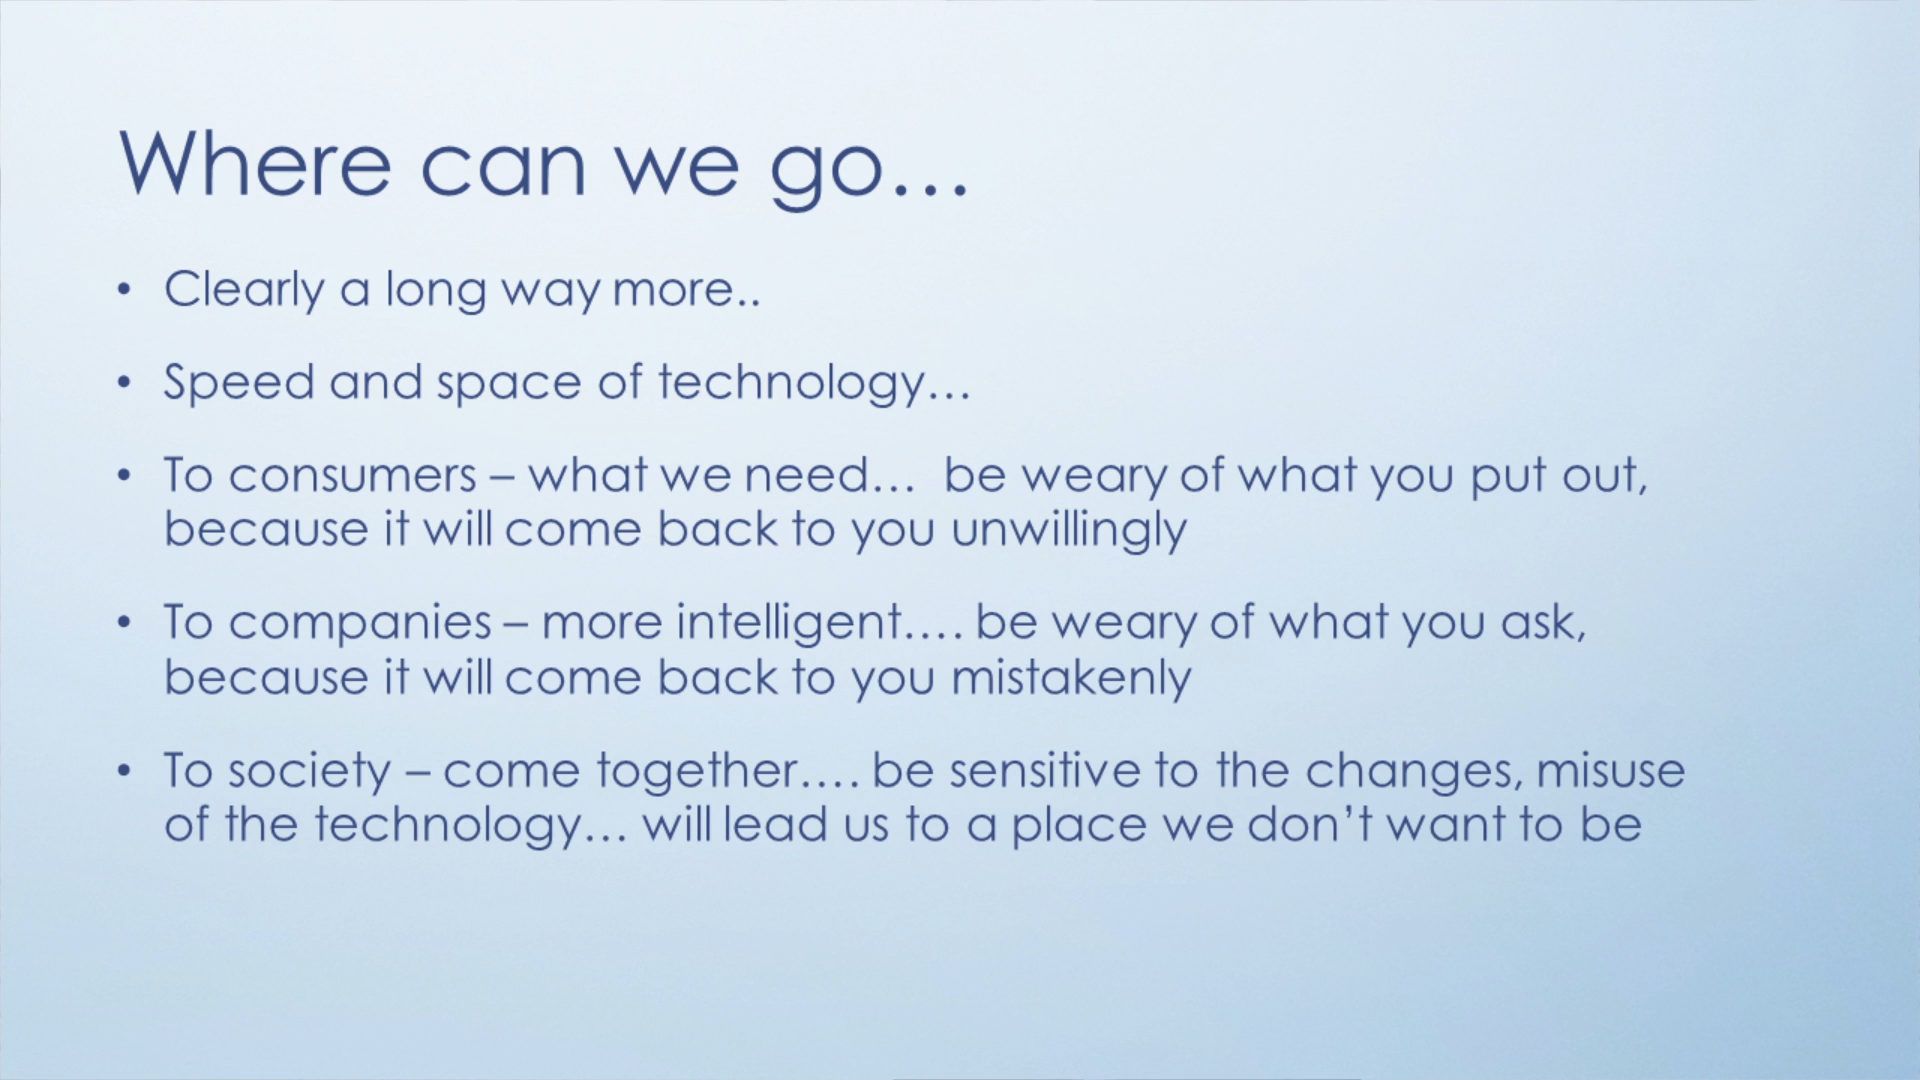 Where can we go…
• Clearly a long way more..
• Speed and space of technology…
• To consumers – what we need…  be weary of what you put out,
because it will come back to you unwillingly
• To companies – more intelligent…. be weary of what you ask,
because it will come back to you mistakenly
• To society – come together…. be sensitive to the changes, misuse
of the technology… will lead us to a place we don’t want to be